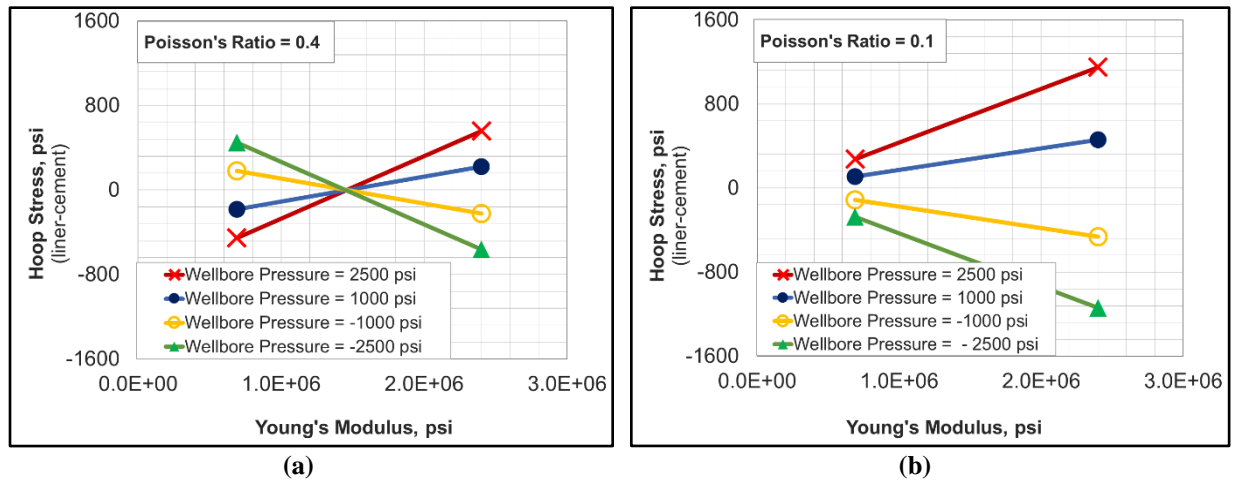 1600
800
0
-800
-1600
Hoop Stress, psi
(liner-cement)
Poisson's Ratio = 0.4
Wellbore Pressure = 2500 psi
Wellbore Pressure = 1000 psi
Wellbore Pressure = -1000 psi
Wellbore Pressure = -2500 psi
0.0E+00 1.0E+06 2.0E+06 3.0E+06
Young's Modulus, psi
(a)
1600
800
0
-800
-1600
Hoop Stress, psi
(liner-cement)
Poisson's Ratio = 0.1
Wellbore Pressure = 2500 psi
Wellbore Pressure = 1000 psi
Wellbore Pressure = -1000 psi
Wellbore Pressure = - 2500 psi
0.0E+00 1.0E+06 2.0E+06 3.0E+06
Young's Modulus, psi
(b)